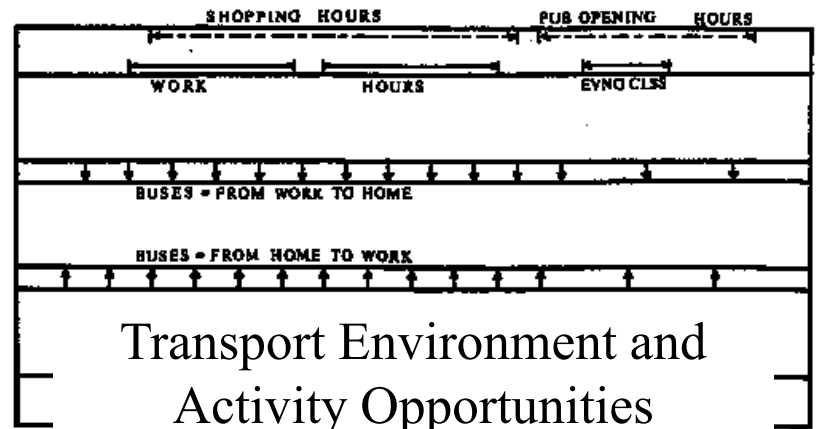 SHOPPING HOURS PUB OPENING HOURS
WORK HOURS EVNG CLSS
BUSES = FROM WORK TO HOME
BUSES = FROM HOME TO WORK
Transport Environment and
Activity Opportunities